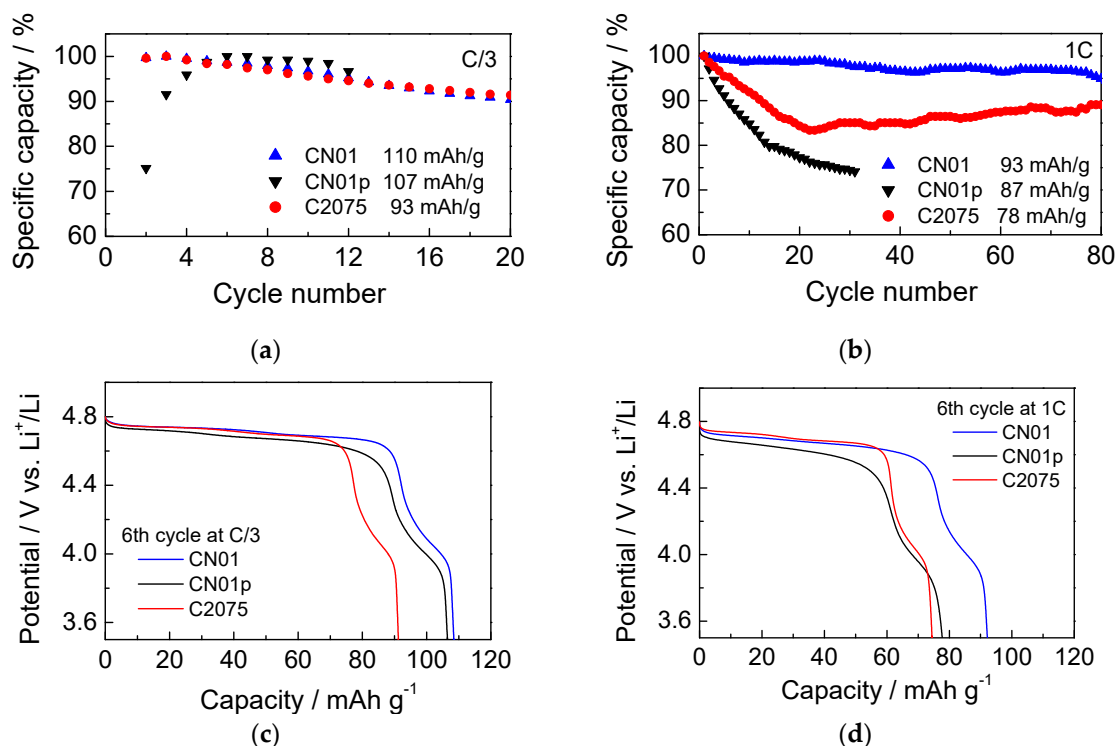 C/3
Specific capacity / %
100
90
80
70
60
CN01 110 mAh/g
CN01p 107 mAh/g
C2075 93 mAh/g
0 4 8 12 16 20
Cycle number
(a)
1C
Specific capacity / %
100
90
80
70
60
CN01 93 mAh/g
CN01p 87 mAh/g
C2075 78 mAh/g
0 20 40 60 80
Cycle number
(b)
Potential / V vs. Li⁺/Li
4.8
4.4
4.0
3.6
6th cycle at C/3
CN01
CN01p
C2075
0 20 40 60 80 100 120
Capacity / mAh g⁻¹
(c)
Potential / V vs. Li⁺/Li
4.8
4.4
4.0
3.6
6th cycle at 1C
CN01
CN01p
C2075
0 20 40 60 80 100 120
Capacity / mAh g⁻¹
(d)